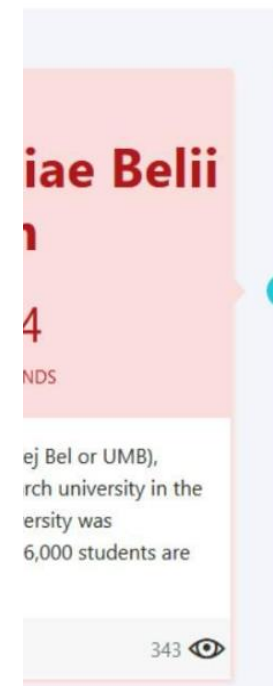 iae Belii
n
4
NDS
ej Bel or UMB),
rch university in the
ersity was
6,000 students are
343